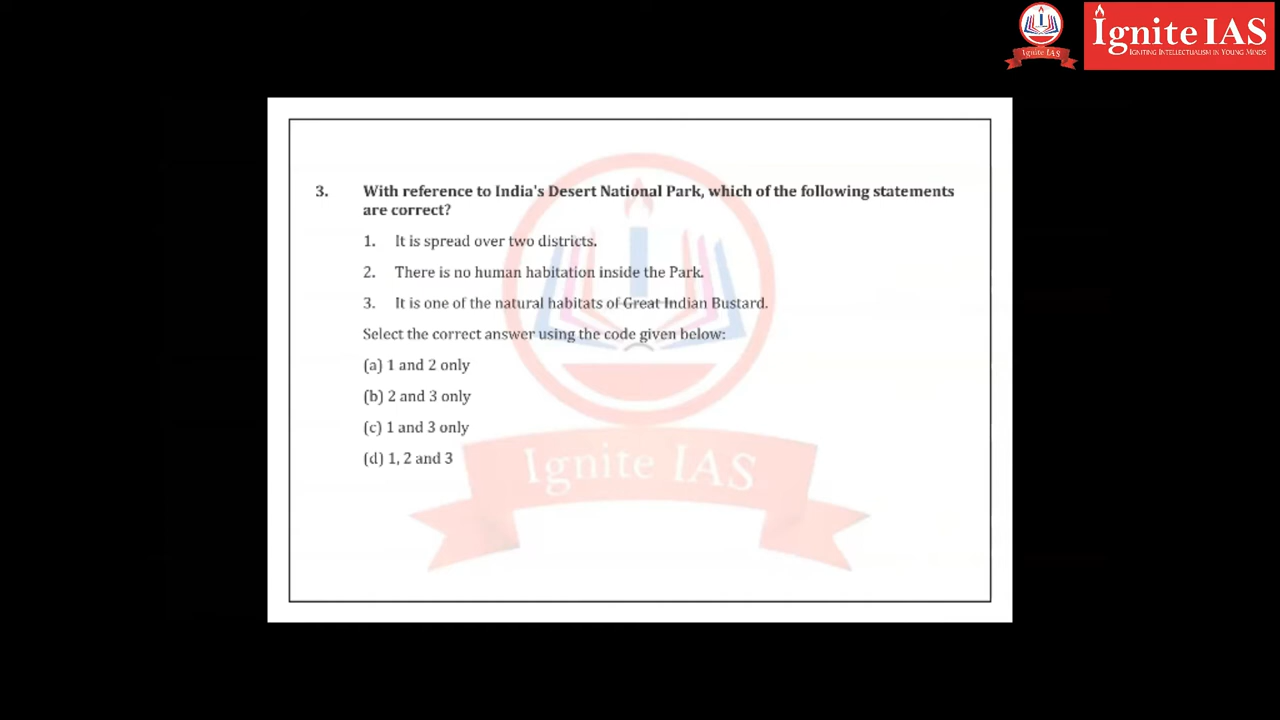 Ignite IAS
Ignite IAS
IGNITING INTELLECTUALISM IN YOUNG MINDS
3. With reference to India's Desert National Park, which of the following statements
are correct?
1. It is spread over two districts.
2. There is no human habitation inside the Park.
3. It is one of the natural habitats of Great Indian Bustard.
Select the correct answer using the code given below:
(a) 1 and 2 only
(b) 2 and 3 only
(c) 1 and 3 only
(d) 1, 2 and 3
Ignite IAS